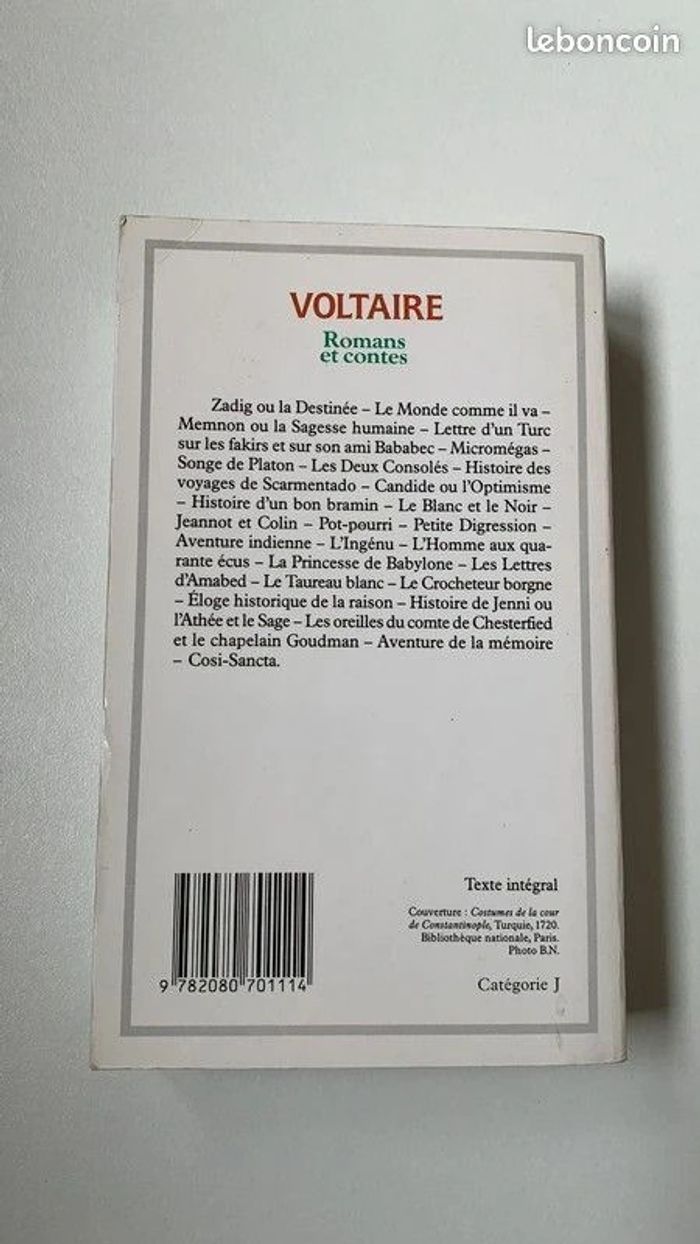 leboncoin
VOLTAIRE
Romans
et contes
Zadig ou la Destinée – Le Monde comme il va –
Memnon ou la Sagesse humaine – Lettre d'un Turc
sur les fakirs et sur son ami Bababec – Micromégas –
Songe de Platon – Les Deux Consolés – Histoire des
voyages de Scarmentado – Candide ou l'Optimisme
– Histoire d'un bon bramin – Le Blanc et le Noir –
Jeannot et Colin – Pot-pourri – Petite Digression –
Aventure indienne – L'Ingénu – L'Homme aux qua-
rante écus – La Princesse de Babylone – Les Lettres
d'Amabed – Le Taureau blanc – Le Crocheteur borgne
– Éloge historique de la raison – Histoire de Jenni ou
l'Athée et le Sage – Les oreilles du comte de Chesterfied
et le chapelain Goudman – Aventure de la mémoire
– Cosi-Sancta.
Texte intégral
Couverture : Costumes de la cour
de Constantinople, Turquie, 1720.
Bibliothèque nationale, Paris.
Photo B.N.
9 782080 701114
Catégorie J